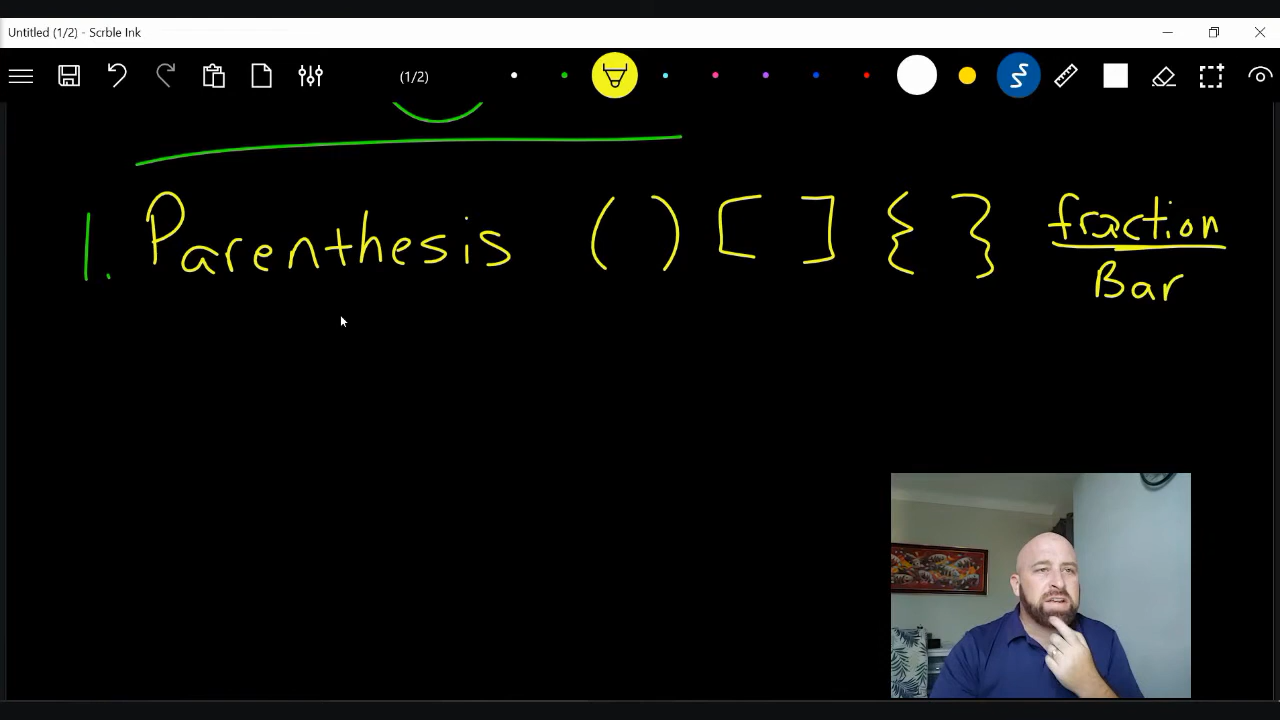 Untitled (1/2) - Scrble Ink
(1/2)
1. Parenthesis ( ) [ ] { } fraction
Bar